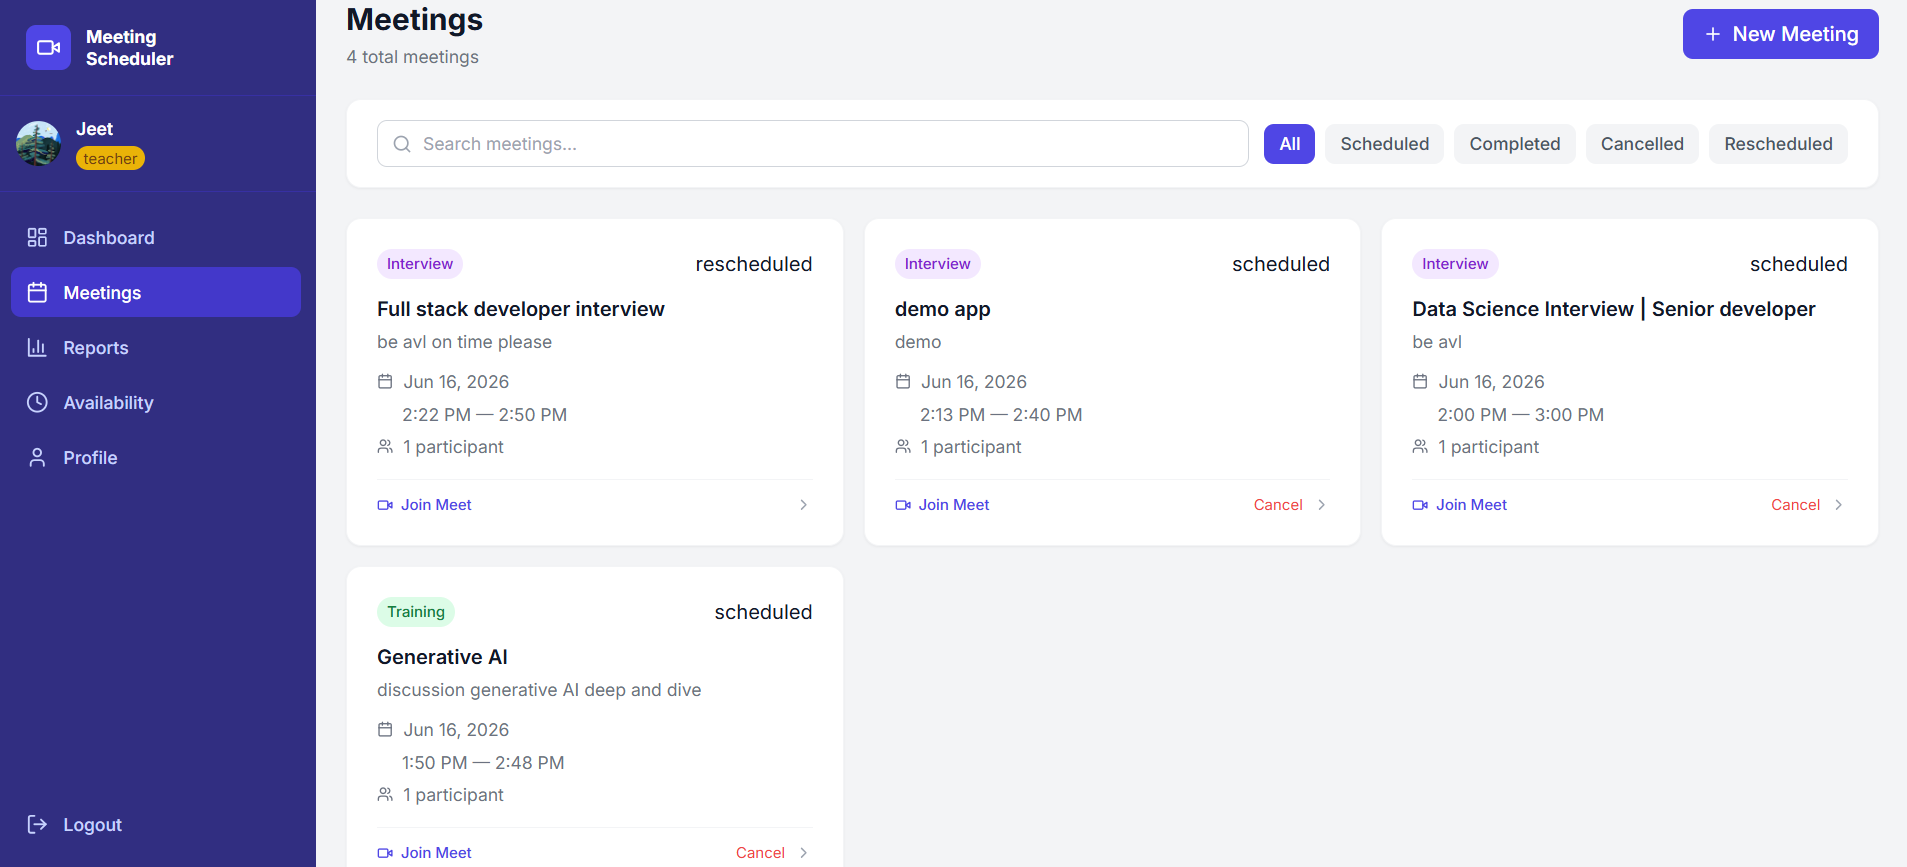 Meeting
Scheduler
Jeet
teacher
Dashboard
Meetings
Reports
Availability
Profile
Logout
Meetings
4 total meetings
+ New Meeting
Search meetings...
All
Scheduled
Completed
Cancelled
Rescheduled
Interview
rescheduled
Full stack developer interview
be avl on time please
Jun 16, 2026
2:22 PM — 2:50 PM
1 participant
Join Meet
Interview
scheduled
demo app
demo
Jun 16, 2026
2:13 PM — 2:40 PM
1 participant
Join Meet
Cancel
Interview
scheduled
Data Science Interview | Senior developer
be avl
Jun 16, 2026
2:00 PM — 3:00 PM
1 participant
Join Meet
Cancel
Training
scheduled
Generative AI
discussion generative AI deep and dive
Jun 16, 2026
1:50 PM — 2:48 PM
1 participant
Join Meet
Cancel